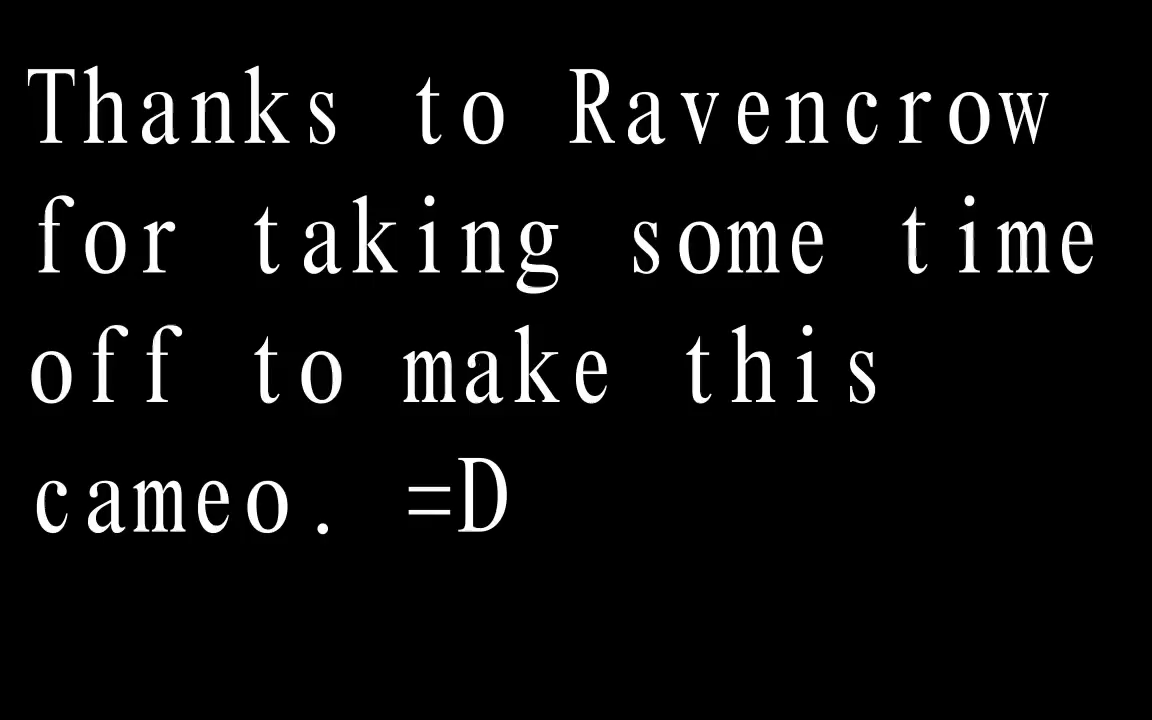 Thanks to Ravencrow
for taking some time
off to make this
cameo. =D